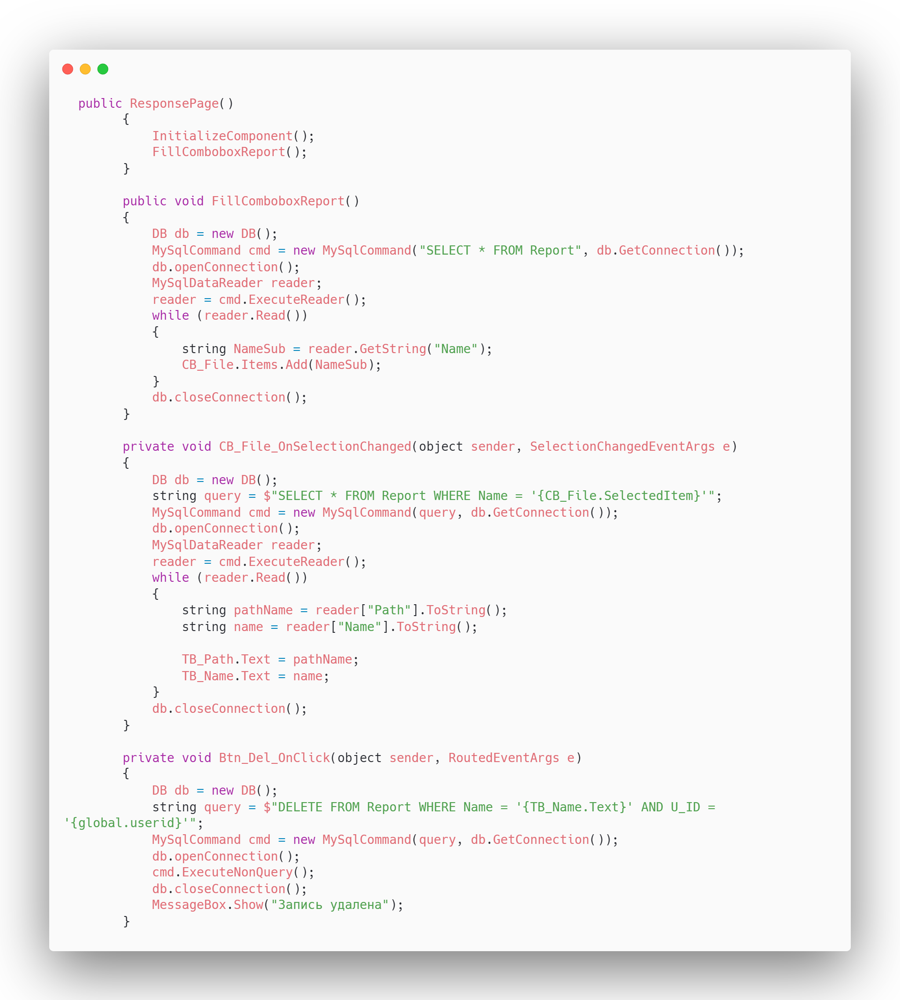 public ResponsePage()
{
InitializeComponent();
FillComboboxReport();
}
public void FillComboboxReport()
{
DB db = new DB();
MySqlCommand cmd = new MySqlCommand("SELECT * FROM Report", db.GetConnection());
db.openConnection();
MySqlDataReader reader;
reader = cmd.ExecuteReader();
while (reader.Read())
{
string NameSub = reader.GetString("Name");
CB_File.Items.Add(NameSub);
}
db.closeConnection();
}
private void CB_File_OnSelectionChanged(object sender, SelectionChangedEventArgs e)
{
DB db = new DB();
string query = $"SELECT * FROM Report WHERE Name = '{CB_File.SelectedItem}'";
MySqlCommand cmd = new MySqlCommand(query, db.GetConnection());
db.openConnection();
MySqlDataReader reader;
reader = cmd.ExecuteReader();
while (reader.Read())
{
string pathName = reader["Path"].ToString();
string name = reader["Name"].ToString();
TB_Path.Text = pathName;
TB_Name.Text = name;
}
db.closeConnection();
}
private void Btn_Del_OnClick(object sender, RoutedEventArgs e)
{
DB db = new DB();
string query = $"DELETE FROM Report WHERE Name = '{TB_Name.Text}' AND U_ID =
'{global.userid}'";
MySqlCommand cmd = new MySqlCommand(query, db.GetConnection());
db.openConnection();
cmd.ExecuteNonQuery();
db.closeConnection();
MessageBox.Show("Запись удалена");
}